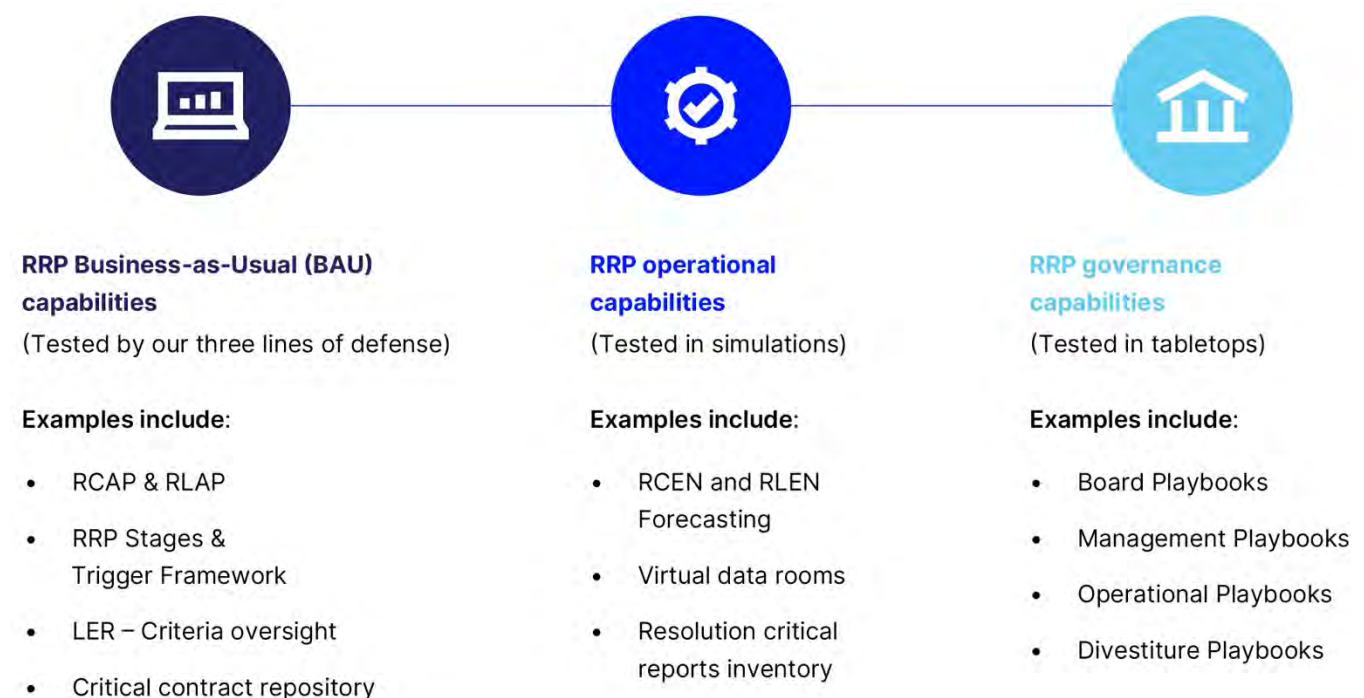 RRP Business-as-Usual (BAU)
capabilities
(Tested by our three lines of defense)
Examples include:
• RCAP & RLAP
• RRP Stages &
Trigger Framework
• LER – Criteria oversight
• Critical contract repository
RRP operational
capabilities
(Tested in simulations)
Examples include:
• RCEN and RLEN
Forecasting
• Virtual data rooms
• Resolution critical
reports inventory
RRP governance
capabilities
(Tested in tabletops)
Examples include:
• Board Playbooks
• Management Playbooks
• Operational Playbooks
• Divestiture Playbooks